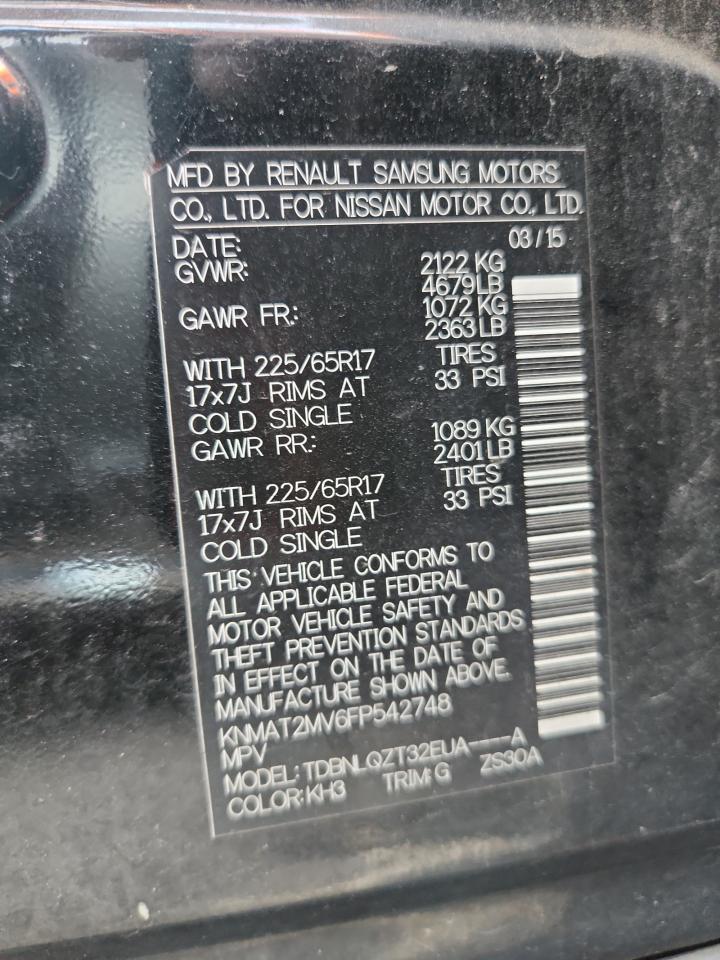 MFD BY RENAULT SAMSUNG MOTORS
CO., LTD. FOR NISSAN MOTOR CO., LTD.
DATE: 03/15
GVWR: 2122 KG
4679 LB
GAWR FR: 1072 KG
2363 LB
WITH 225/65R17 TIRES
17x7J RIMS AT 33 PSI
COLD SINGLE
GAWR RR: 1089 KG
2401 LB
WITH 225/65R17 TIRES
17x7J RIMS AT 33 PSI
COLD SINGLE
THIS VEHICLE CONFORMS TO
ALL APPLICABLE FEDERAL
MOTOR VEHICLE SAFETY AND
THEFT PREVENTION STANDARDS
IN EFFECT ON THE DATE OF
MANUFACTURE SHOWN ABOVE.
KNMAT2MV6FP542748
MPV
MODEL: TDBNLQZT32EUA----A
COLOR: KH3 TRIM: G ZS30A